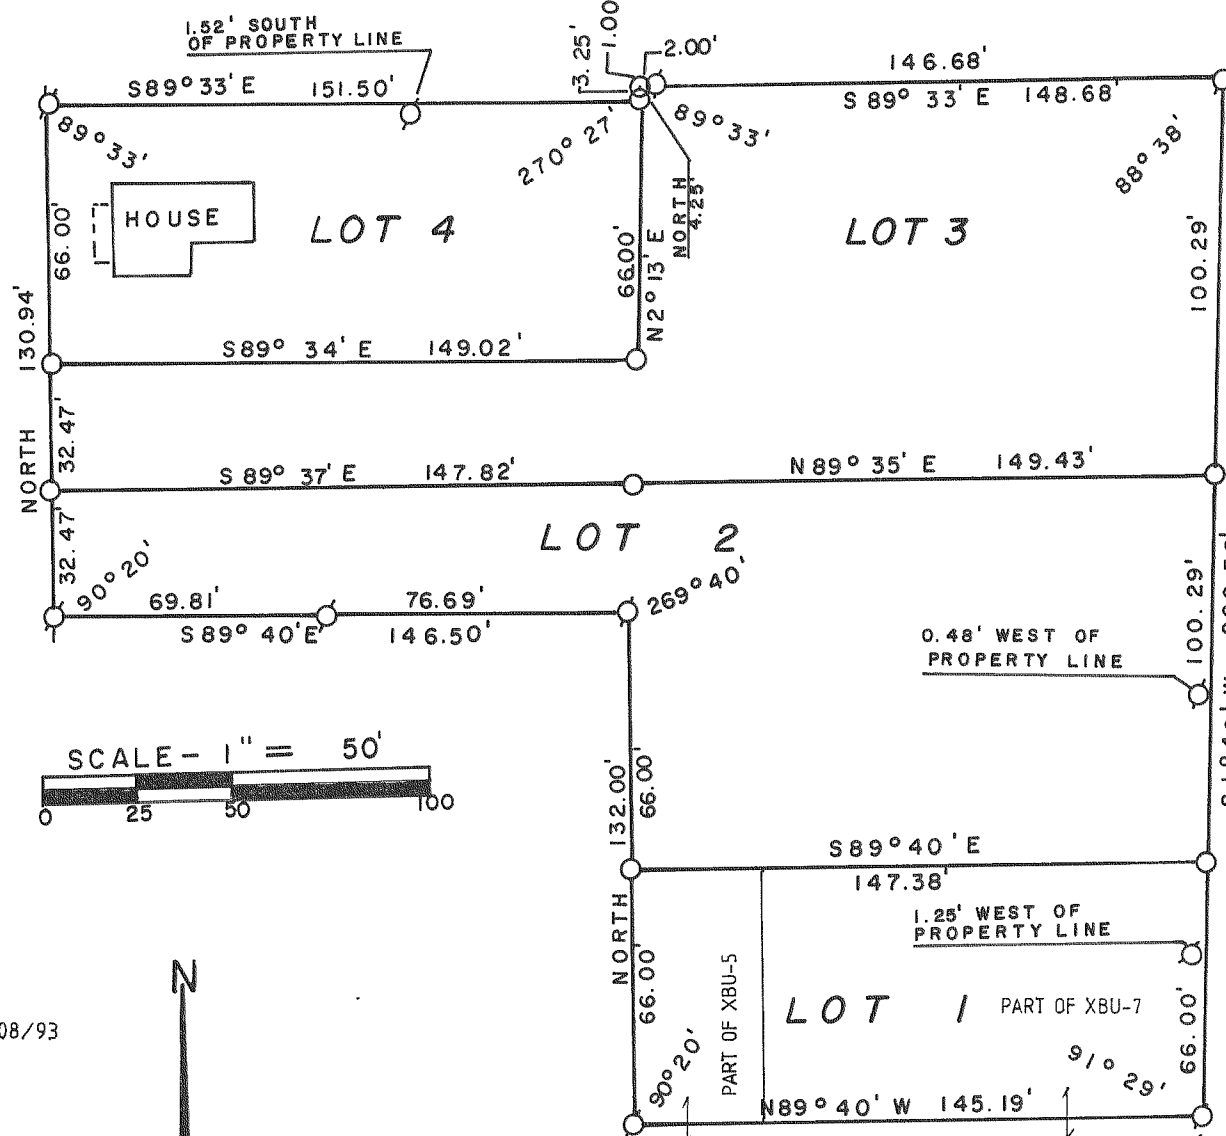 1.52' SOUTH
OF PROPERTY LINE
S89° 33' E 151.50'
3.25'
1.00
2.00'
146.68'
S 89° 33' E 148.68'
89° 33'
270° 27'
89° 33'
88° 38'
HOUSE
LOT 4
LOT 3
66.00'
66.00'
N2° 13' E
NORTH
4.25'
100.29'
130.94'
NORTH
S89° 34' E 149.02'
32.47'
S 89° 37' E 147.82'
N 89° 35' E 149.43'
LOT 2
32.47'
90° 20'
69.81'
76.69'
269° 40'
S89° 40' E
146.50'
100.29'
0.48' WEST OF
PROPERTY LINE
SCALE- 1" = 50'
0 25 50 100
132.00'
66.00'
S89° 40' E
147.38'
1.25' WEST OF
PROPERTY LINE
NORTH
66.00'
PART OF XBU-5
LOT 1
PART OF XBU-7
66.00'
90° 20'
91° 29'
N89° 40' W 145.19'
N
08/93